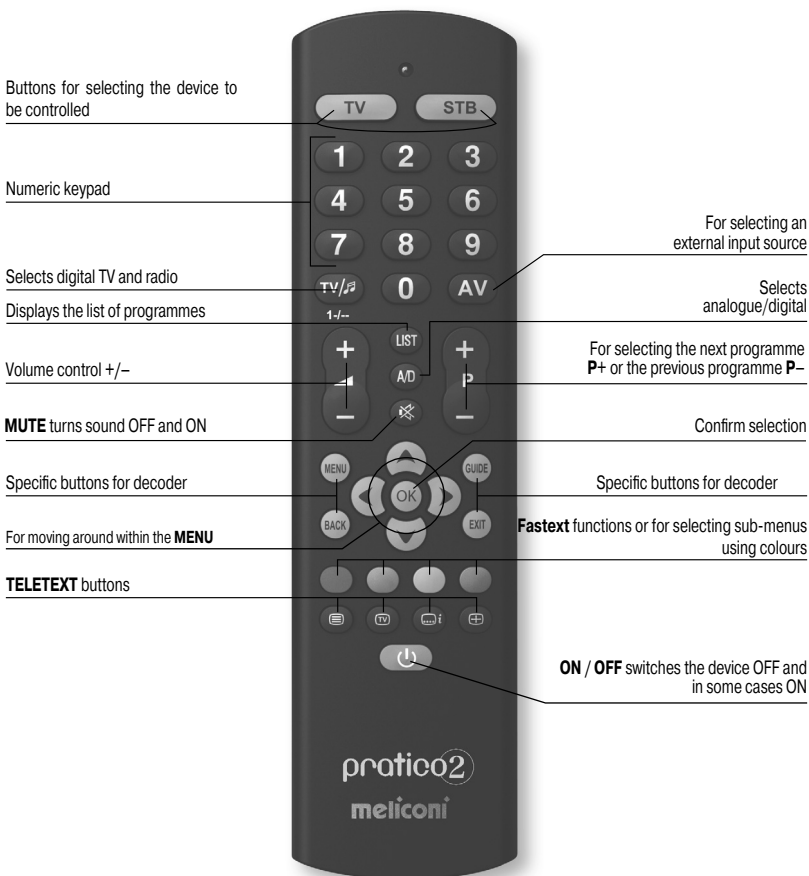 Buttons for selecting the device to
be controlled
TV
STB
1
2
3
Numeric keypad
4
5
6
7
8
9
For selecting an
external input source
Selects digital TV and radio
TV/♫
0
AV
Displays the list of programmes
1-/--
LIST
Selects
analogue/digital
+
+
Volume control +/–
A/D
P
For selecting the next programme
P+ or the previous programme P–
–
–
MUTE turns sound OFF and ON
Confirm selection
MENU
GUIDE
Specific buttons for decoder
OK
Specific buttons for decoder
BACK
EXIT
For moving around within the MENU
Fastext functions or for selecting sub-menus
using colours
TELETEXT buttons
TV
i
ON / OFF switches the device OFF and
in some cases ON
pratico2
meliconi